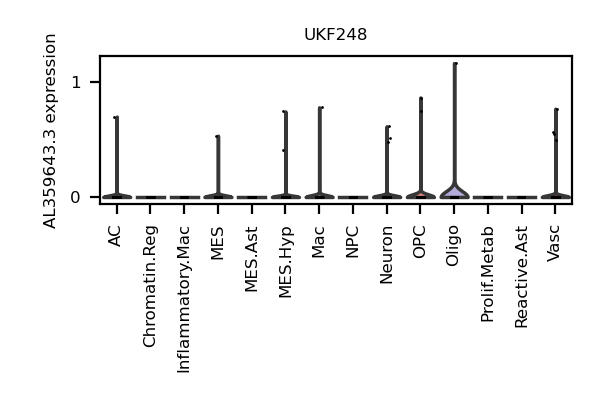 UKF248
AL359643.3 expression
1
0
AC
Chromatin.Reg
Inflammatory.Mac
MES
MES.Ast
MES.Hyp
Mac
NPC
Neuron
OPC
Oligo
Prolif.Metab
Reactive.Ast
Vasc